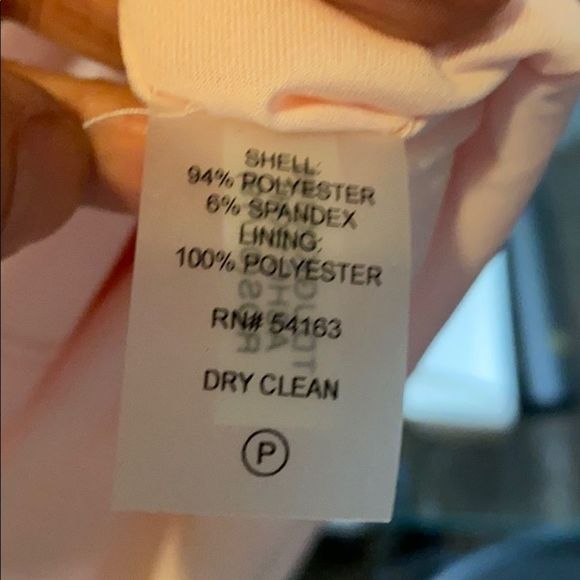 SHELL:
94% POLYESTER
6% SPANDEX
LINING:
100% POLYESTER
RN# 54163
DRY CLEAN
P